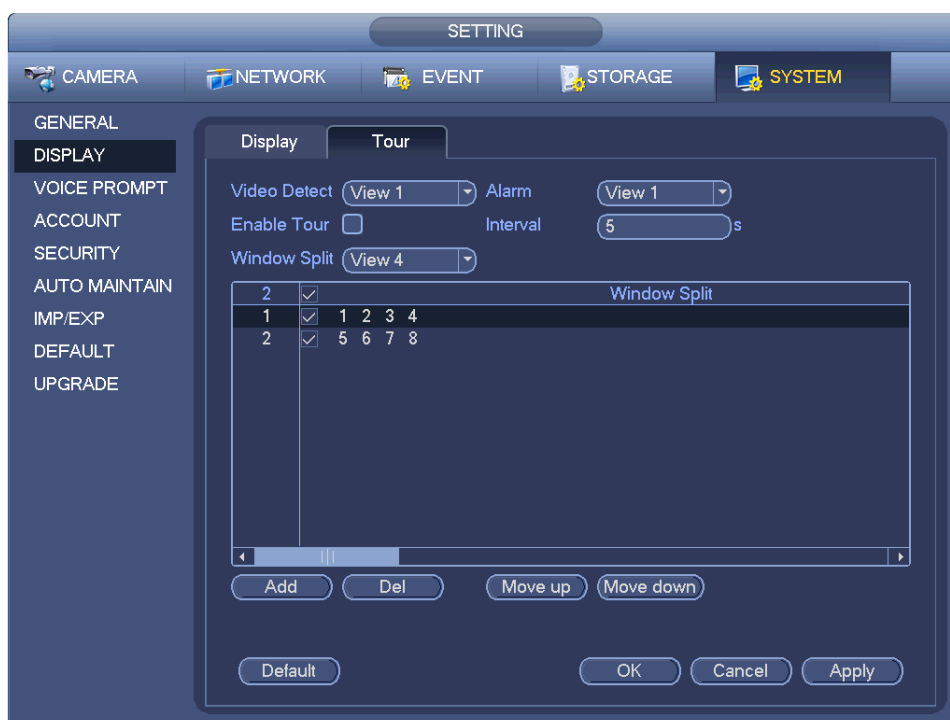 SETTING
CAMERA NETWORK EVENT STORAGE SYSTEM
GENERAL
DISPLAY
VOICE PROMPT
ACCOUNT
SECURITY
AUTO MAINTAIN
IMP/EXP
DEFAULT
UPGRADE
Display Tour
Video Detect View 1 Alarm View 1
Enable Tour Interval 5 s
Window Split View 4
2 Window Split
1 1 2 3 4
2 5 6 7 8
Add Del Move up Move down
Default OK Cancel Apply